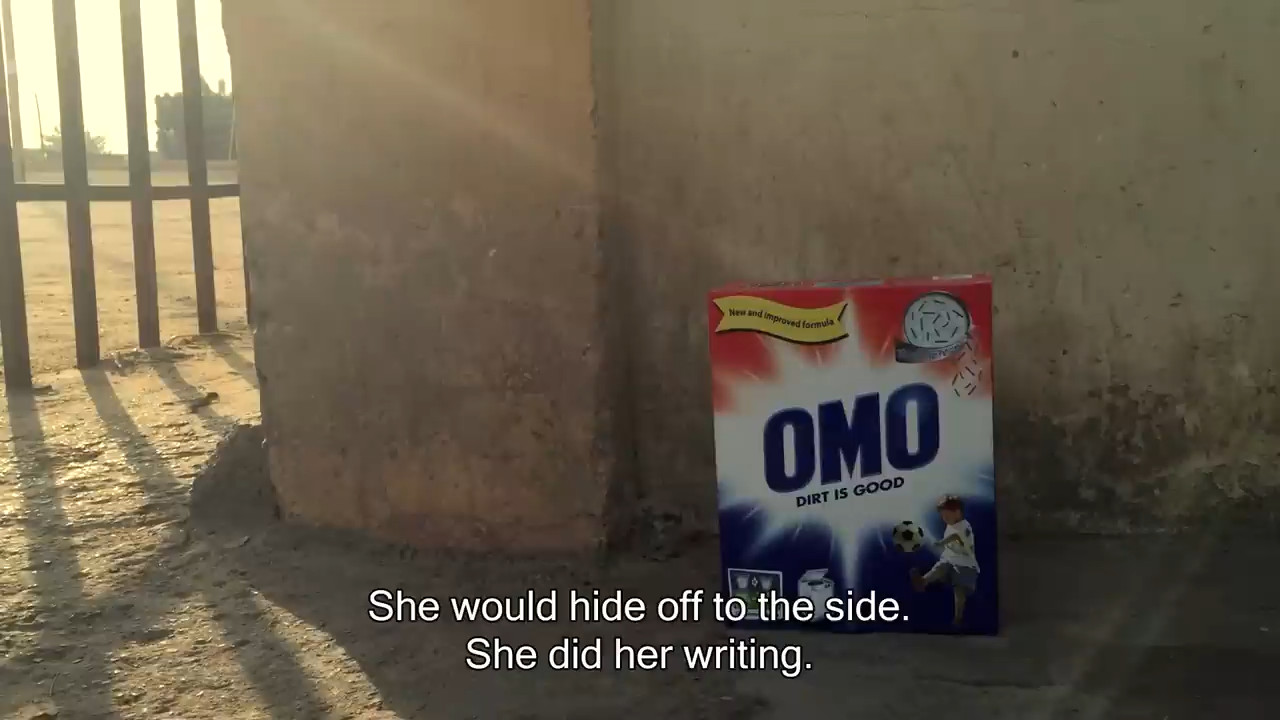 New and improved formula
OMO
DIRT IS GOOD
She would hide off to the side.
She did her writing.